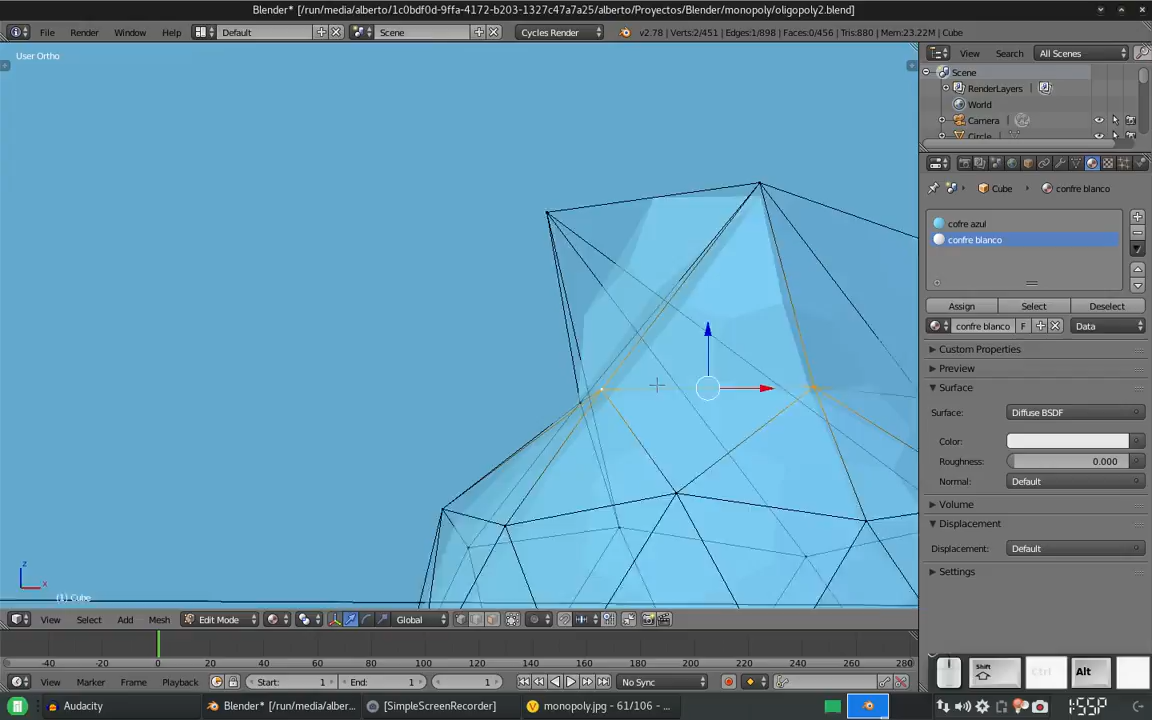 Blender* [/run/media/alberto/1c0bdf0d-9ffa-4172-b203-1327c47a7a25/alberto/Proyectos/Blender/monopoly/oligopoly2.blend]
File Render Window Help Default Scene Cycles Render v2.78 | Verts:2/451 | Edges:1/898 | Faces:0/456 | Tris:880 | Mem:23.22M | Cube
User Ortho
View Search All Scenes
Scene
RenderLayers
World
Camera
Circle
Cube confre blanco
cofre azul
confre blanco
Assign Select Deselect
confre blanco F Data
Custom Properties
Preview
Surface
Surface: Diffuse BSDF
Color:
Roughness: 0.000
Normal: Default
Volume
Displacement
Displacement: Default
Settings
z
x
(1) Cube
View Select Add Mesh Edit Mode Global
-40 -20 0 20 40 60 80 100 120 140 160 180 200 220 240 260 280
View Marker Frame Playback Start: 1 End: 1 1 No Sync
Shift Ctrl Alt
Audacity Blender* [/run/media/alber... [SimpleScreenRecorder] monopoly.jpg - 61/106 - ... 1:55P